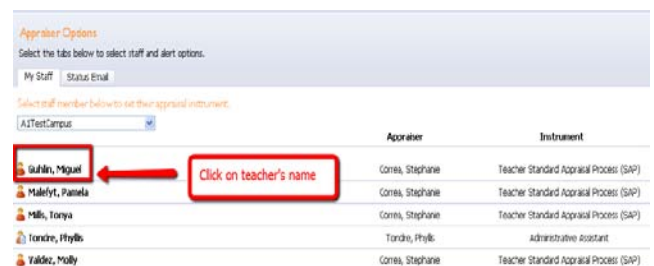 Appraiser Options
Select the tabs below to select staff and alert options.
My Staff Status Email
Select staff member below to set their appraisal instrument.
A1TestCampus
Appraiser Instrument
Guhlin, Miguel Correa, Stephanie Teacher Standard Appraisal Process (SAP)
Click on teacher's name
Malefyt, Pamela Correa, Stephanie Teacher Standard Appraisal Process (SAP)
Mills, Tonya Correa, Stephanie Teacher Standard Appraisal Process (SAP)
Tondre, Phyllis Tondre, Phyllis Administrative Assistant
Valdez, Molly Correa, Stephanie Teacher Standard Appraisal Process (SAP)